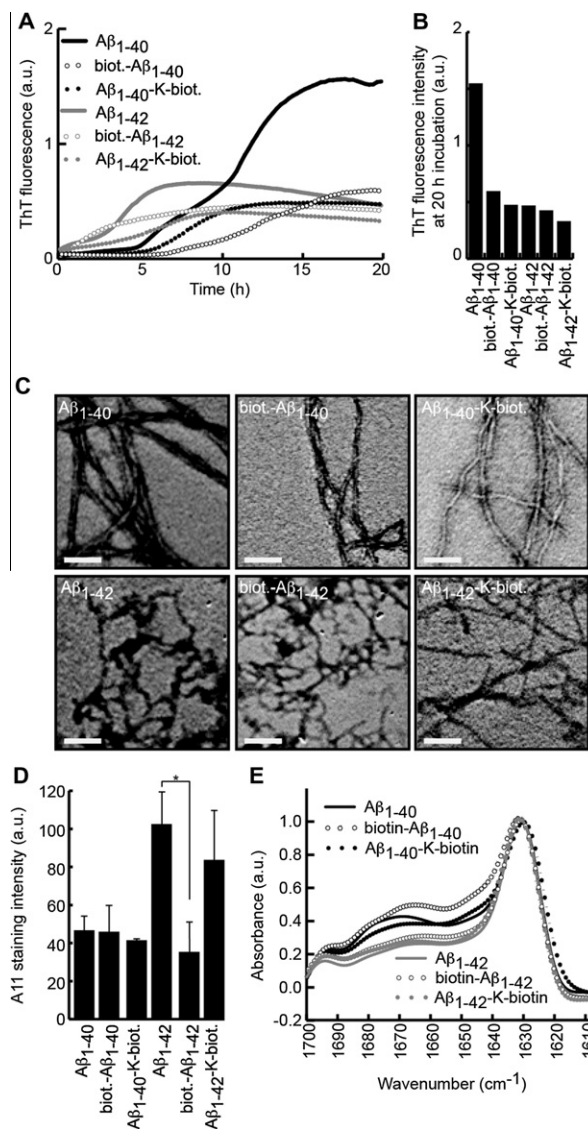 A
ThT fluorescence (a.u.)
2
1
0
Aβ1-40
biot.-Aβ1-40
Aβ1-40-K-biot.
Aβ1-42
biot.-Aβ1-42
Aβ1-42-K-biot.
0 5 10 15 20
Time (h)
B
ThT fluorescence intensity
at 20 h incubation (a.u.)
2
1
0
Aβ1-40
biot.-Aβ1-40
Aβ1-40-K-biot.
Aβ1-42
biot.-Aβ1-42
Aβ1-42-K-biot.
C
Aβ1-40
biot.-Aβ1-40
Aβ1-40-K-biot.
Aβ1-42
biot.-Aβ1-42
Aβ1-42-K-biot.
D
A11 staining intensity (a.u.)
120
100
80
60
40
20
0
*
Aβ1-40
biot.-Aβ1-40
Aβ1-40-K-biot.
Aβ1-42
biot.-Aβ1-42
Aβ1-42-K-biot.
E
Absorbance (a.u.)
1.0
0.8
0.6
0.4
0.2
0.0
-0.2
Aβ1-40
biotin-Aβ1-40
Aβ1-40-K-biotin
Aβ1-42
biotin-Aβ1-42
Aβ1-42-K-biotin
1700 1690 1680 1670 1660 1650 1640 1630 1620 1610
Wavenumber (cm-1)